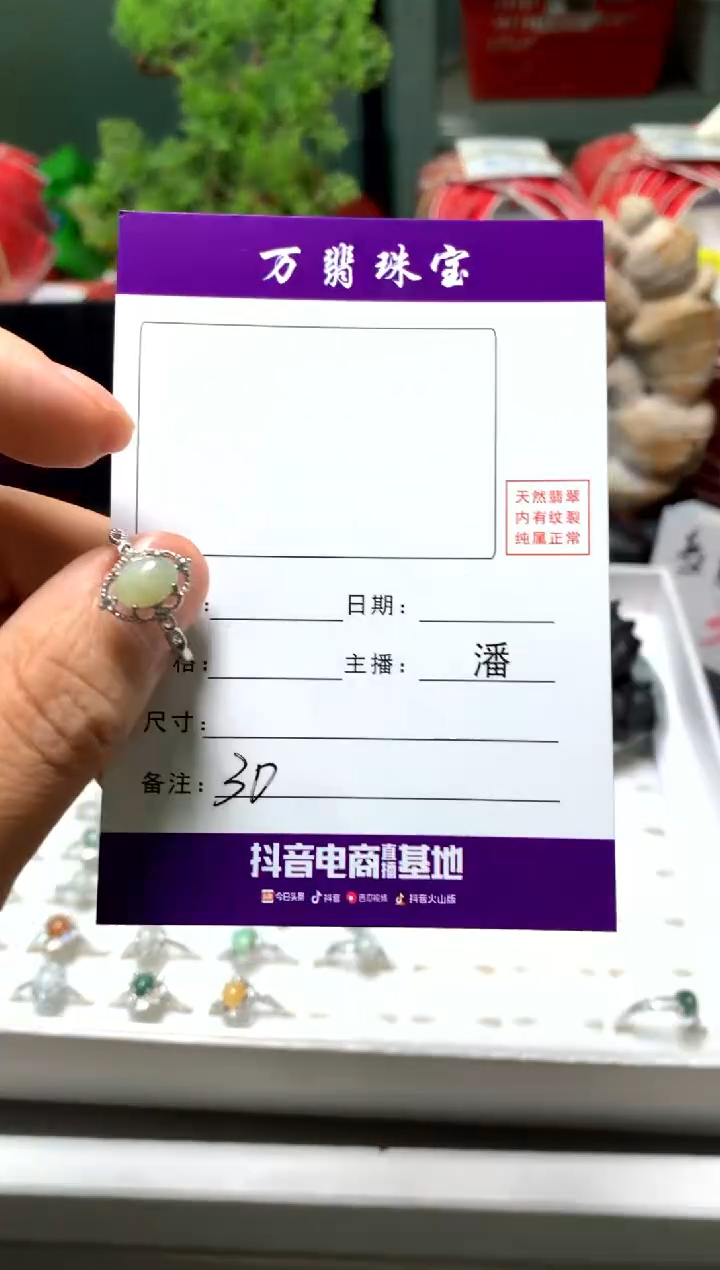 万翡珠宝
天然翡翠
内有纹裂
纯属正常
: 日期:
格: 主播: 潘
尺寸:
备注: 3D
抖音电商直播基地
今日头条 抖音 西瓜视频 抖音火山版